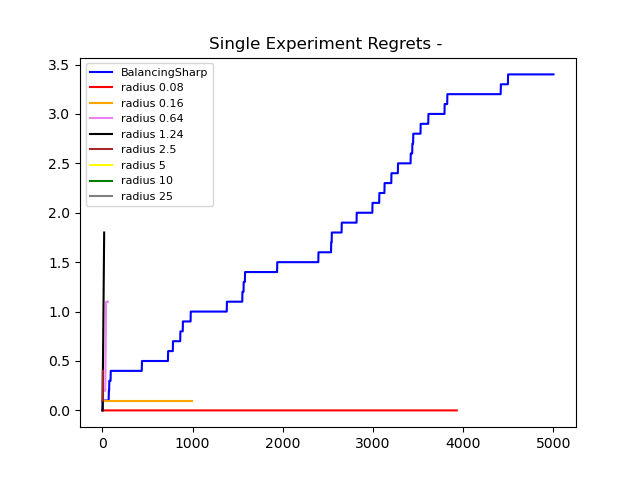 Single Experiment Regrets -
3.5
3.0
2.5
2.0
1.5
1.0
0.5
0.0
BalancingSharp
radius 0.08
radius 0.16
radius 0.64
radius 1.24
radius 2.5
radius 5
radius 10
radius 25
0 1000 2000 3000 4000 5000